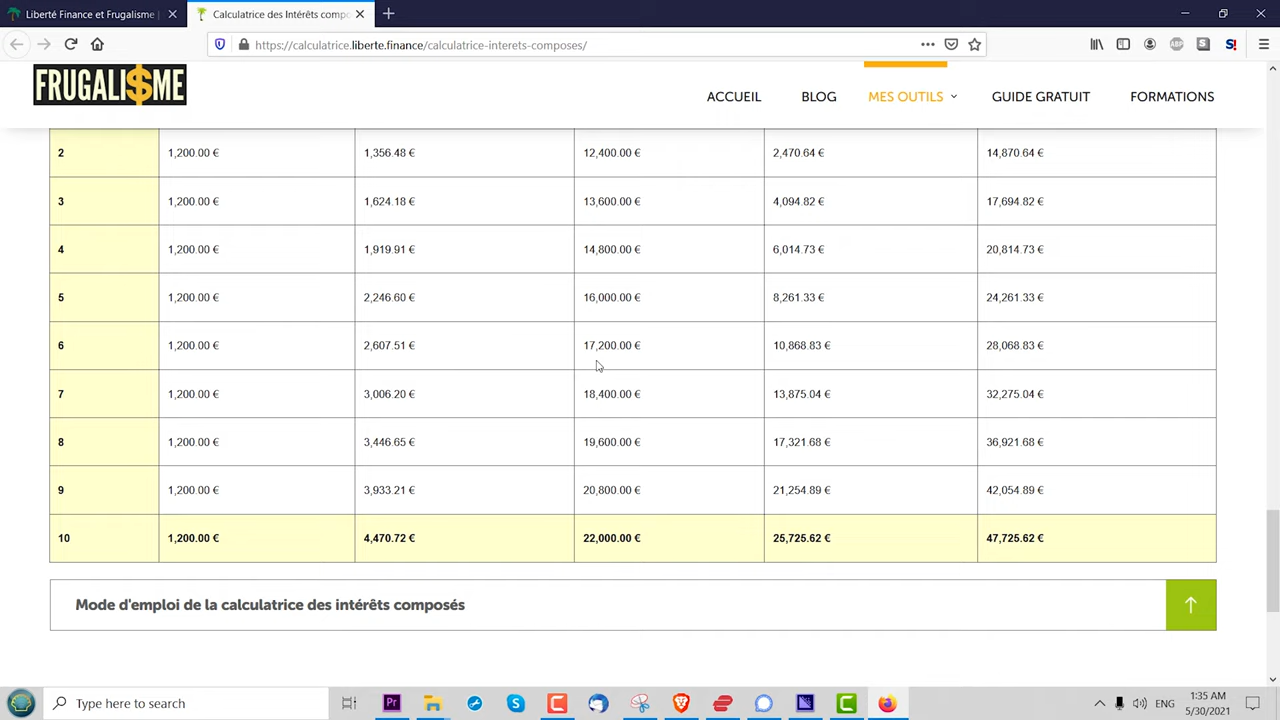 Liberté Finance et Frugalisme |
Calculatrice des Intérêts compo
https://calculatrice.liberte.finance/calculatrice-interets-composes/
ABP
S
S!
FRUGALI$ME
ACCUEIL
BLOG
MES OUTILS
GUIDE GRATUIT
FORMATIONS
2 1,200.00 € 1,356.48 € 12,400.00 € 2,470.64 € 14,870.64 €
3 1,200.00 € 1,624.18 € 13,600.00 € 4,094.82 € 17,694.82 €
4 1,200.00 € 1,919.91 € 14,800.00 € 6,014.73 € 20,814.73 €
5 1,200.00 € 2,246.60 € 16,000.00 € 8,261.33 € 24,261.33 €
6 1,200.00 € 2,607.51 € 17,200.00 € 10,868.83 € 28,068.83 €
7 1,200.00 € 3,006.20 € 18,400.00 € 13,875.04 € 32,275.04 €
8 1,200.00 € 3,446.65 € 19,600.00 € 17,321.68 € 36,921.68 €
9 1,200.00 € 3,933.21 € 20,800.00 € 21,254.89 € 42,054.89 €
10 1,200.00 € 4,470.72 € 22,000.00 € 25,725.62 € 47,725.62 €
Mode d'emploi de la calculatrice des intérêts composés
Type here to search
Pr
ENG
1:35 AM
5/30/2021